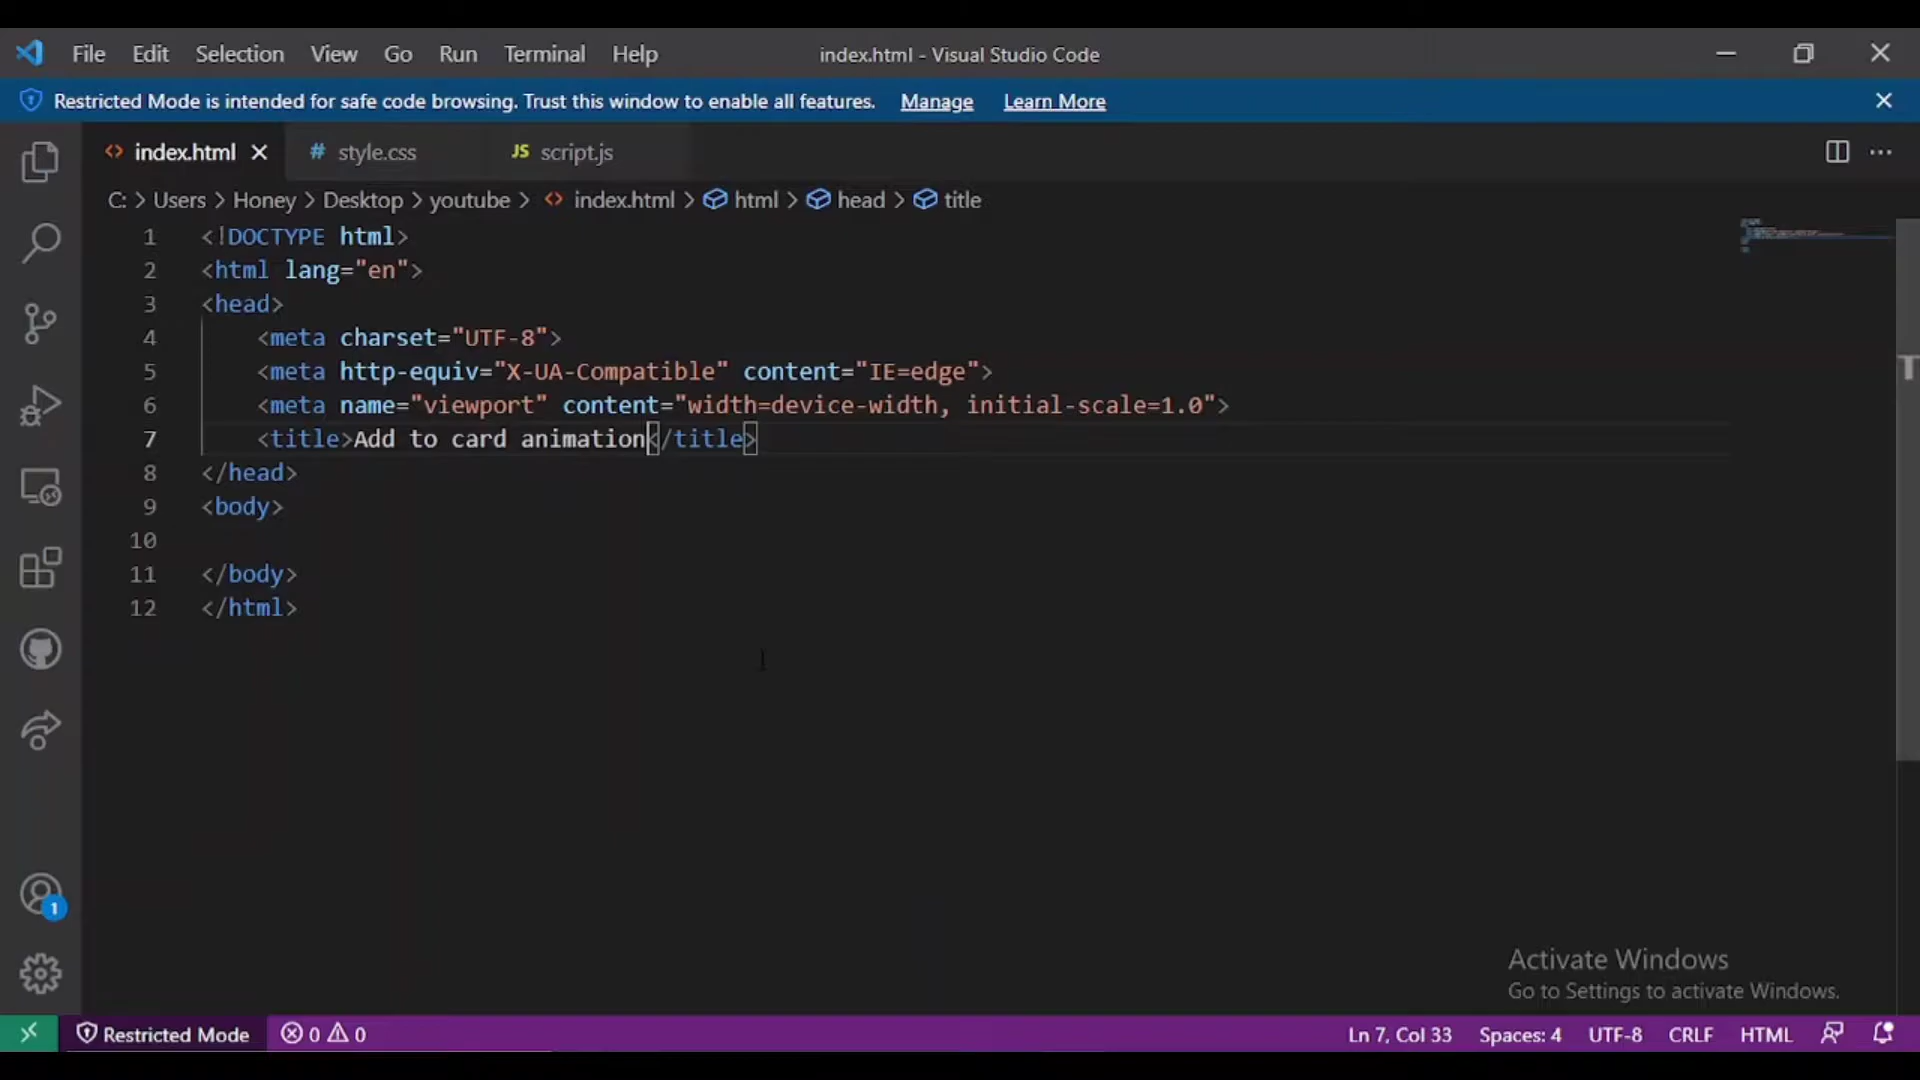 File Edit Selection View Go Run Terminal Help index.html - Visual Studio Code
Restricted Mode is intended for safe code browsing. Trust this window to enable all features. Manage Learn More
<> index.html # style.css JS script.js
C: > Users > Honey > Desktop > youtube > <> index.html > html > head > title
1 <!DOCTYPE html>
2 <html lang="en">
3 <head>
4 <meta charset="UTF-8">
5 <meta http-equiv="X-UA-Compatible" content="IE=edge">
6 <meta name="viewport" content="width=device-width, initial-scale=1.0">
7 <title>Add to card animation</title>
8 </head>
9 <body>
10
11 </body>
12 </html>
T
1
Activate Windows
Go to Settings to activate Windows.
Restricted Mode 0 0 Ln 7, Col 33 Spaces: 4 UTF-8 CRLF HTML